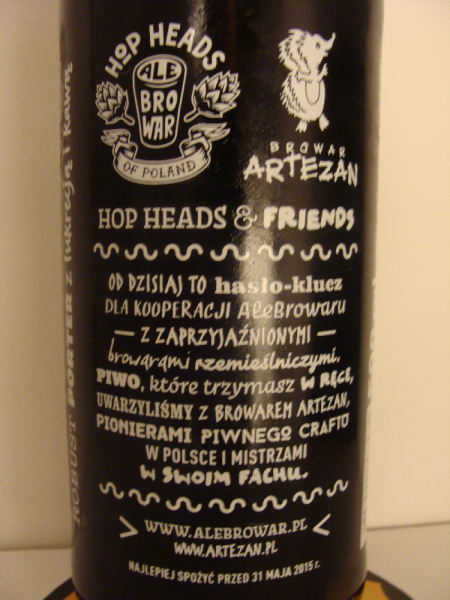 HOP HEADS
ALE
BRO
WAR
OF POLAND
BROWAR
ARTEZAN
HOP HEADS & FRIENDS
OD DZISIAJ TO hasło-klucz
DLA KOOPERACJI AleBrowaru
— Z ZAPRZYJAŹNIONYMI —
browarami rzemieślniczymi.
PIWO, które trzymasz W RĘCE,
UWARZYLIŚMY Z BROWAREM ARTEZAN,
PIONIERAMI PIWNEGO CRAFTU
W POLSCE I MISTRZAMI
W SWOIM FACHU.
> WWW.ALEBROWAR.PL <
WWW.ARTEZAN.PL
NAJLEPIEJ SPOŻYĆ PRZED 31 MAJA 2015 r.
ROBUST PORTER z lukrecją i kawą